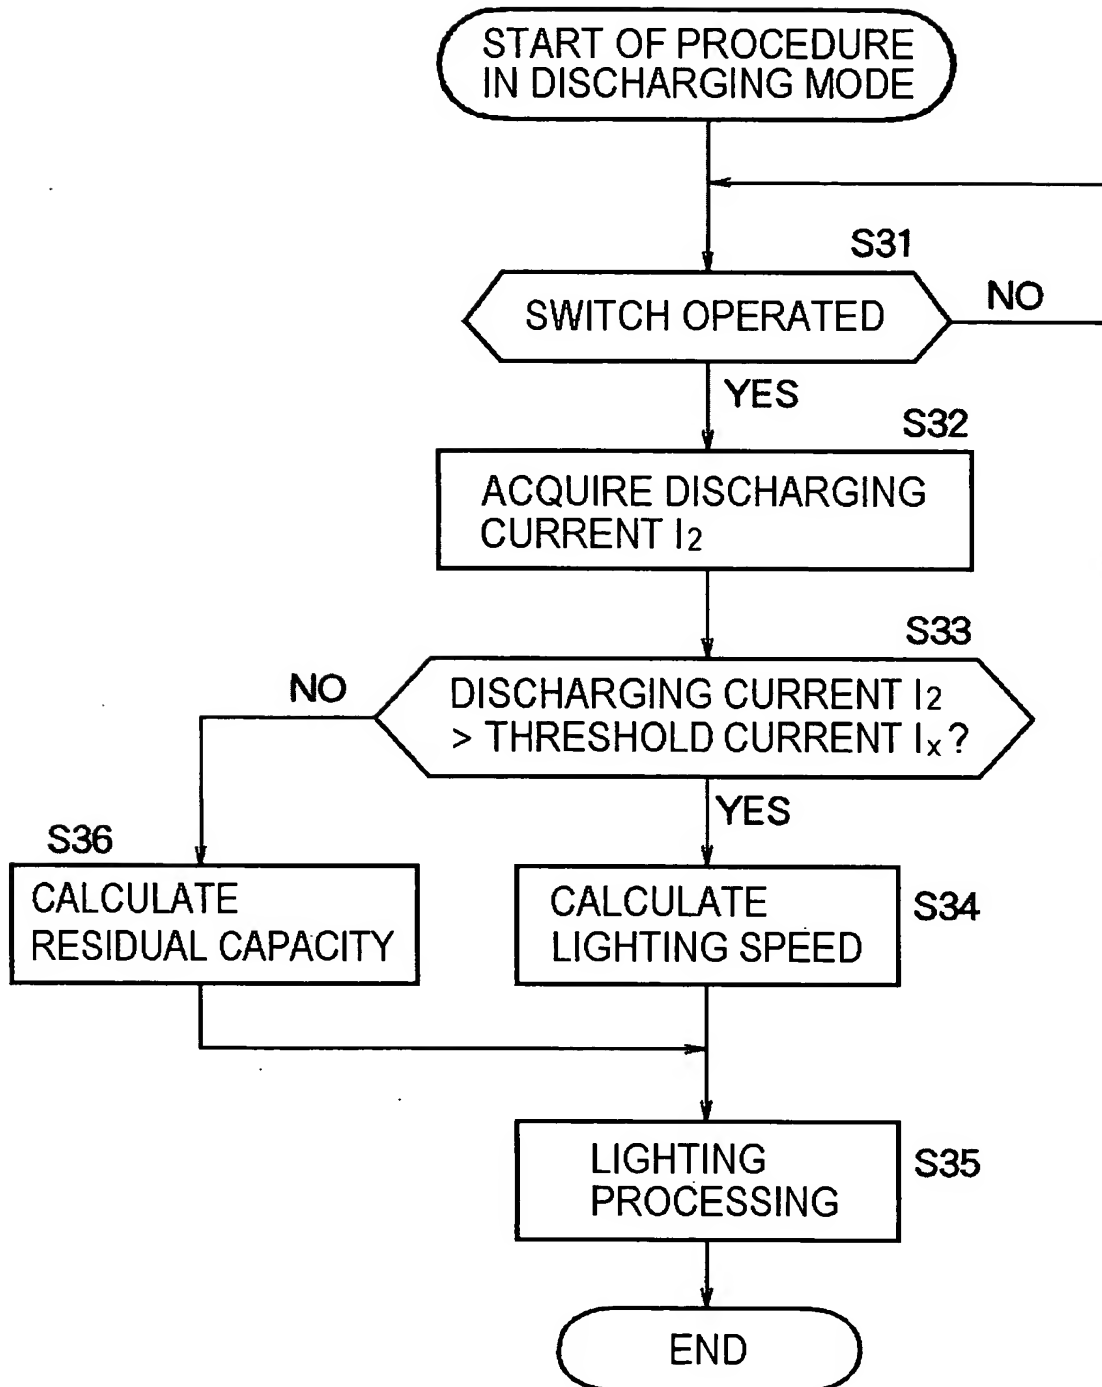 START OF PROCEDURE
IN DISCHARGING MODE
S31
SWITCH OPERATED
NO
YES
S32
ACQUIRE DISCHARGING
CURRENT I2
S33
NO
DISCHARGING CURRENT I2
> THRESHOLD CURRENT Ix?
YES
S36
CALCULATE
RESIDUAL CAPACITY
CALCULATE
LIGHTING SPEED
S34
LIGHTING
PROCESSING
S35
END